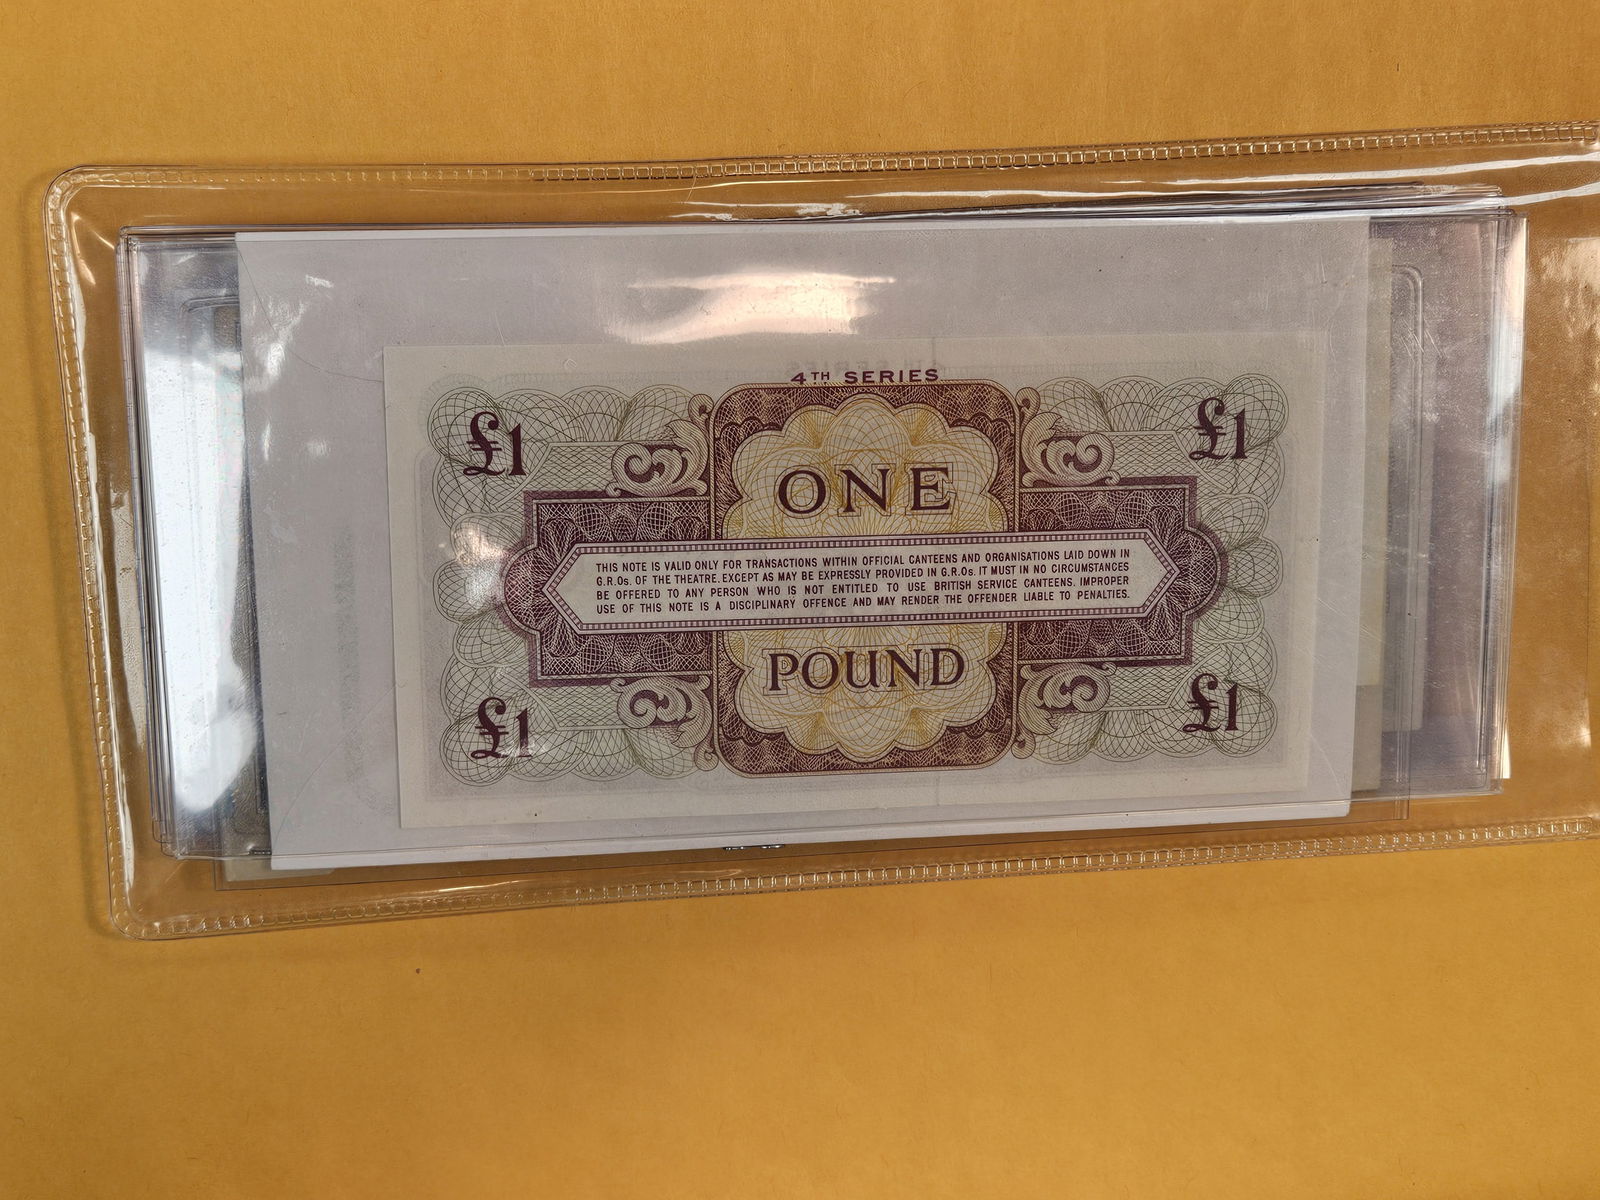 4TH SERIES
£1 £1
ONE
THIS NOTE IS VALID ONLY FOR TRANSACTIONS WITHIN OFFICIAL CANTEENS AND ORGANISATIONS LAID DOWN IN
G.R.Os. OF THE THEATRE. EXCEPT AS MAY BE EXPRESSLY PROVIDED IN G.R.Os. IT MUST IN NO CIRCUMSTANCES
BE OFFERED TO ANY PERSON WHO IS NOT ENTITLED TO USE BRITISH SERVICE CANTEENS. IMPROPER
USE OF THIS NOTE IS A DISCIPLINARY OFFENCE AND MAY RENDER THE OFFENDER LIABLE TO PENALTIES.
POUND
£1 £1